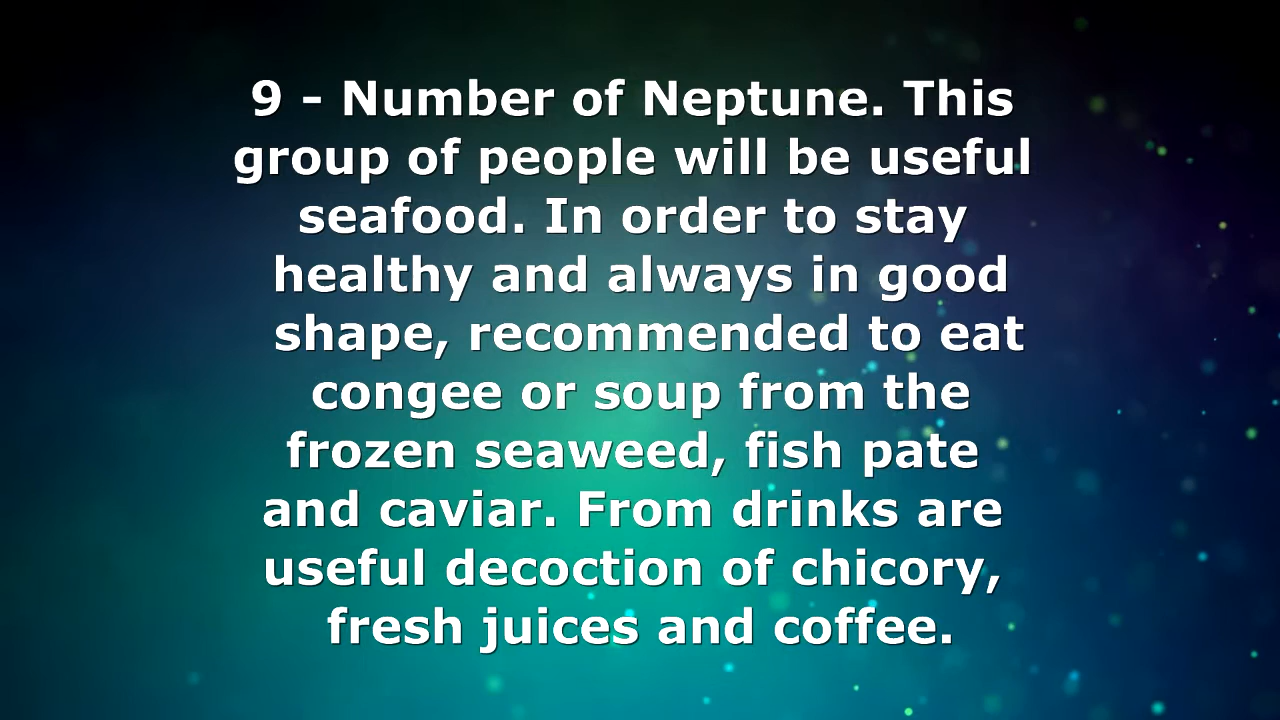 9 - Number of Neptune. This
group of people will be useful
seafood. In order to stay
healthy and always in good
shape, recommended to eat
congee or soup from the
frozen seaweed, fish pate
and caviar. From drinks are
useful decoction of chicory,
fresh juices and coffee.